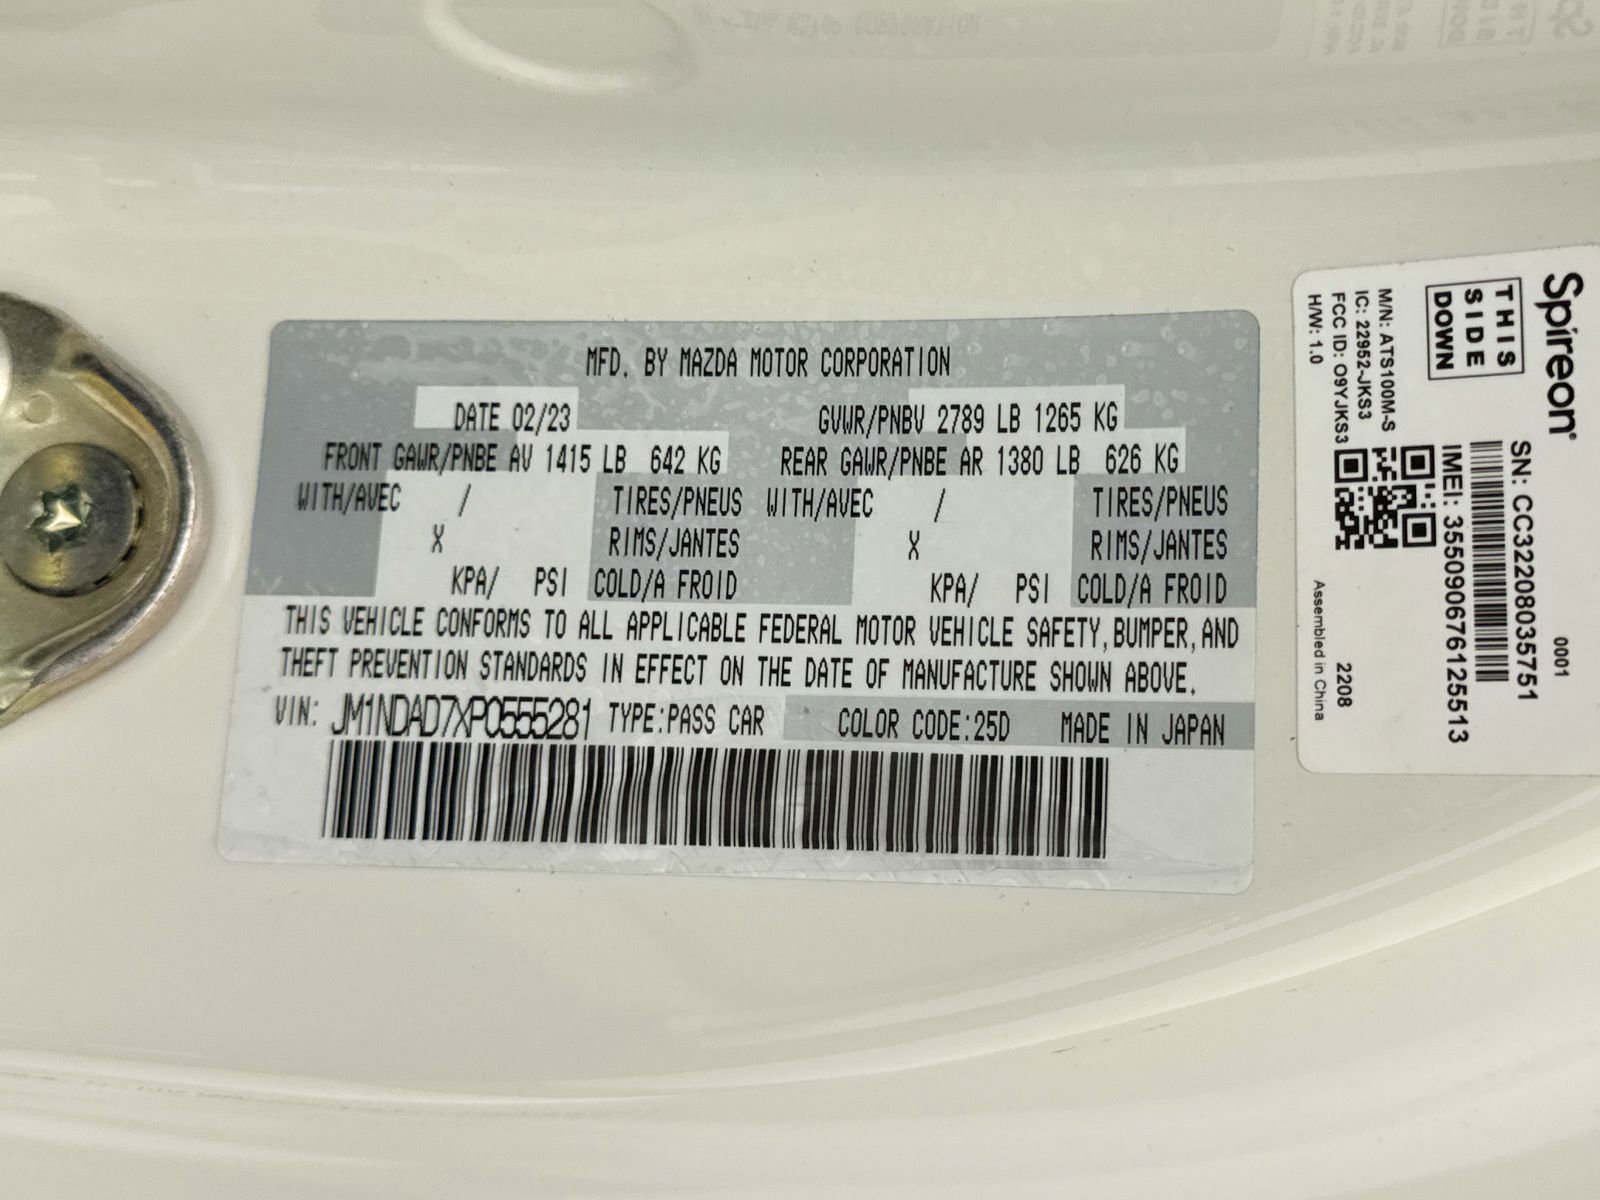 MFD. BY MAZDA MOTOR CORPORATION
DATE 02/23 GVWR/PNBV 2789 LB 1265 KG
FRONT GAWR/PNBE AV 1415 LB 642 KG REAR GAWR/PNBE AR 1380 LB 626 KG
WITH/AVEC / TIRES/PNEUS WITH/AVEC / TIRES/PNEUS
X RIMS/JANTES X RIMS/JANTES
KPA/ PSI COLD/A FROID KPA/ PSI COLD/A FROID
THIS VEHICLE CONFORMS TO ALL APPLICABLE FEDERAL MOTOR VEHICLE SAFETY, BUMPER, AND
THEFT PREVENTION STANDARDS IN EFFECT ON THE DATE OF MANUFACTURE SHOWN ABOVE.
VIN: JM1NDAD7XP0555281 TYPE:PASS CAR COLOR CODE:25D MADE IN JAPAN
Spireon
THIS
SIDE
DOWN
M/N: ATS100M-S
IC: 22952-JKS3
FCC ID: O9YJKS3
H/W: 1.0
0001
SN: CC32208035751
IMEI: 355090676125513
2208
Assembled in China